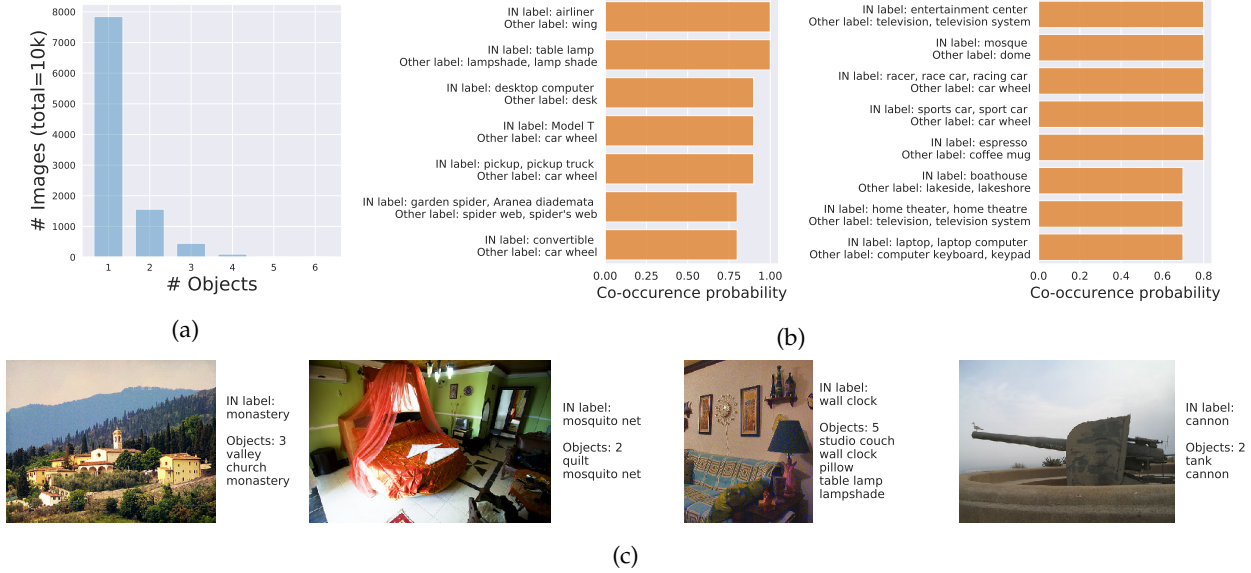 8000
7000
6000
5000
4000
3000
2000
1000
0
# Images (total=10k)
1 2 3 4 5 6
# Objects
(a)
IN label: airliner
Other label: wing
IN label: table lamp
Other label: lampshade, lamp shade
IN label: desktop computer
Other label: desk
IN label: Model T
Other label: car wheel
IN label: pickup, pickup truck
Other label: car wheel
IN label: garden spider, Aranea diademata
Other label: spider web, spider's web
IN label: convertible
Other label: car wheel
0.00 0.25 0.50 0.75 1.00
Co-occurence probability
IN label: entertainment center
Other label: television, television system
IN label: mosque
Other label: dome
IN label: racer, race car, racing car
Other label: car wheel
IN label: sports car, sport car
Other label: car wheel
IN label: espresso
Other label: coffee mug
IN label: boathouse
Other label: lakeside, lakeshore
IN label: home theater, home theatre
Other label: television, television system
IN label: laptop, laptop computer
Other label: computer keyboard, keypad
0.0 0.2 0.4 0.6 0.8
Co-occurence probability
(b)
IN label:
monastery
Objects: 3
valley
church
monastery
IN label:
mosquito net
Objects: 2
quilt
mosquito net
IN label:
wall clock
Objects: 5
studio couch
wall clock
pillow
table lamp
lampshade
IN label:
cannon
Objects: 2
tank
cannon
(c)